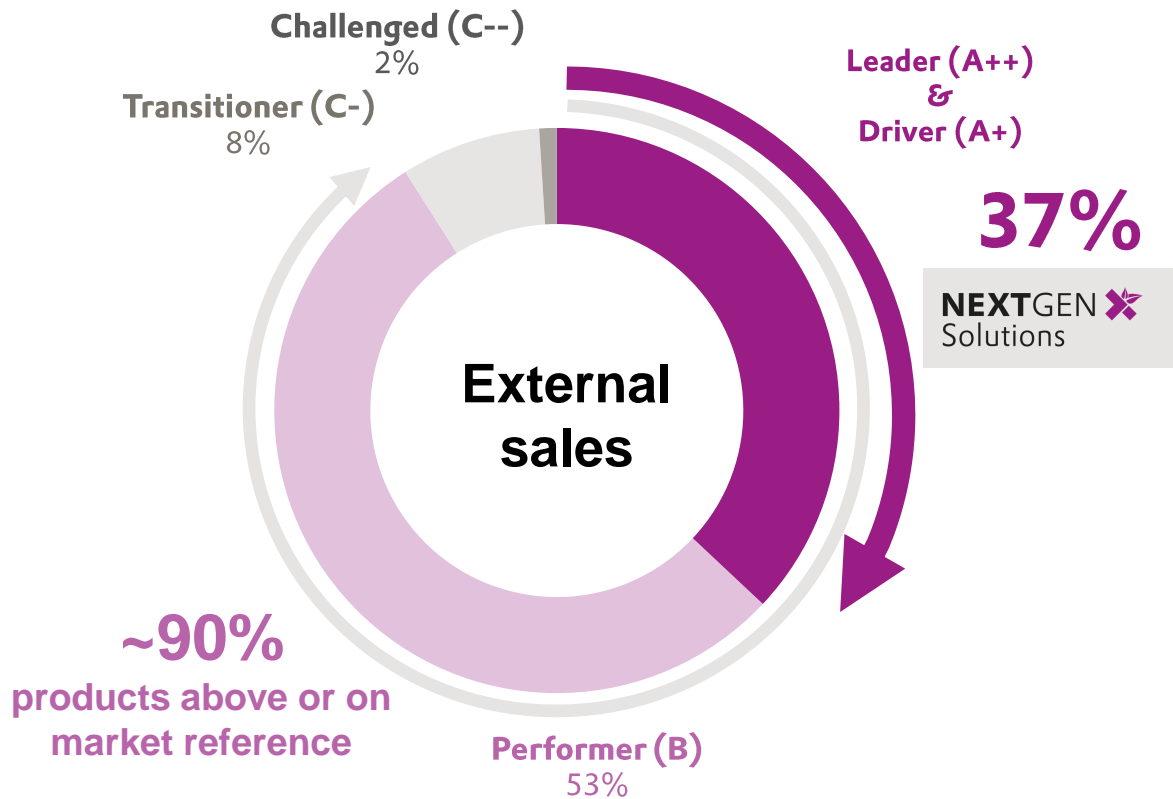 Challenged (C--)
2%
Transitioner (C-)
8%
Leader (A++)
&
Driver (A+)
37%
NEXTGEN
Solutions
External
sales
~90%
products above or on
market reference
Performer (B)
53%